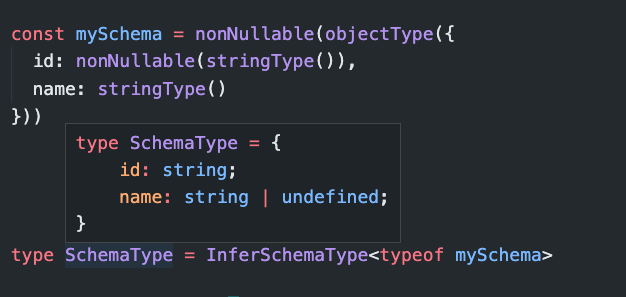 const mySchema = nonNullable(objectType({
  id: nonNullable(stringType()),
  name: stringType()
}))
type SchemaType = {
    id: string;
    name: string | undefined;
}
type SchemaType = InferSchemaType<typeof mySchema>